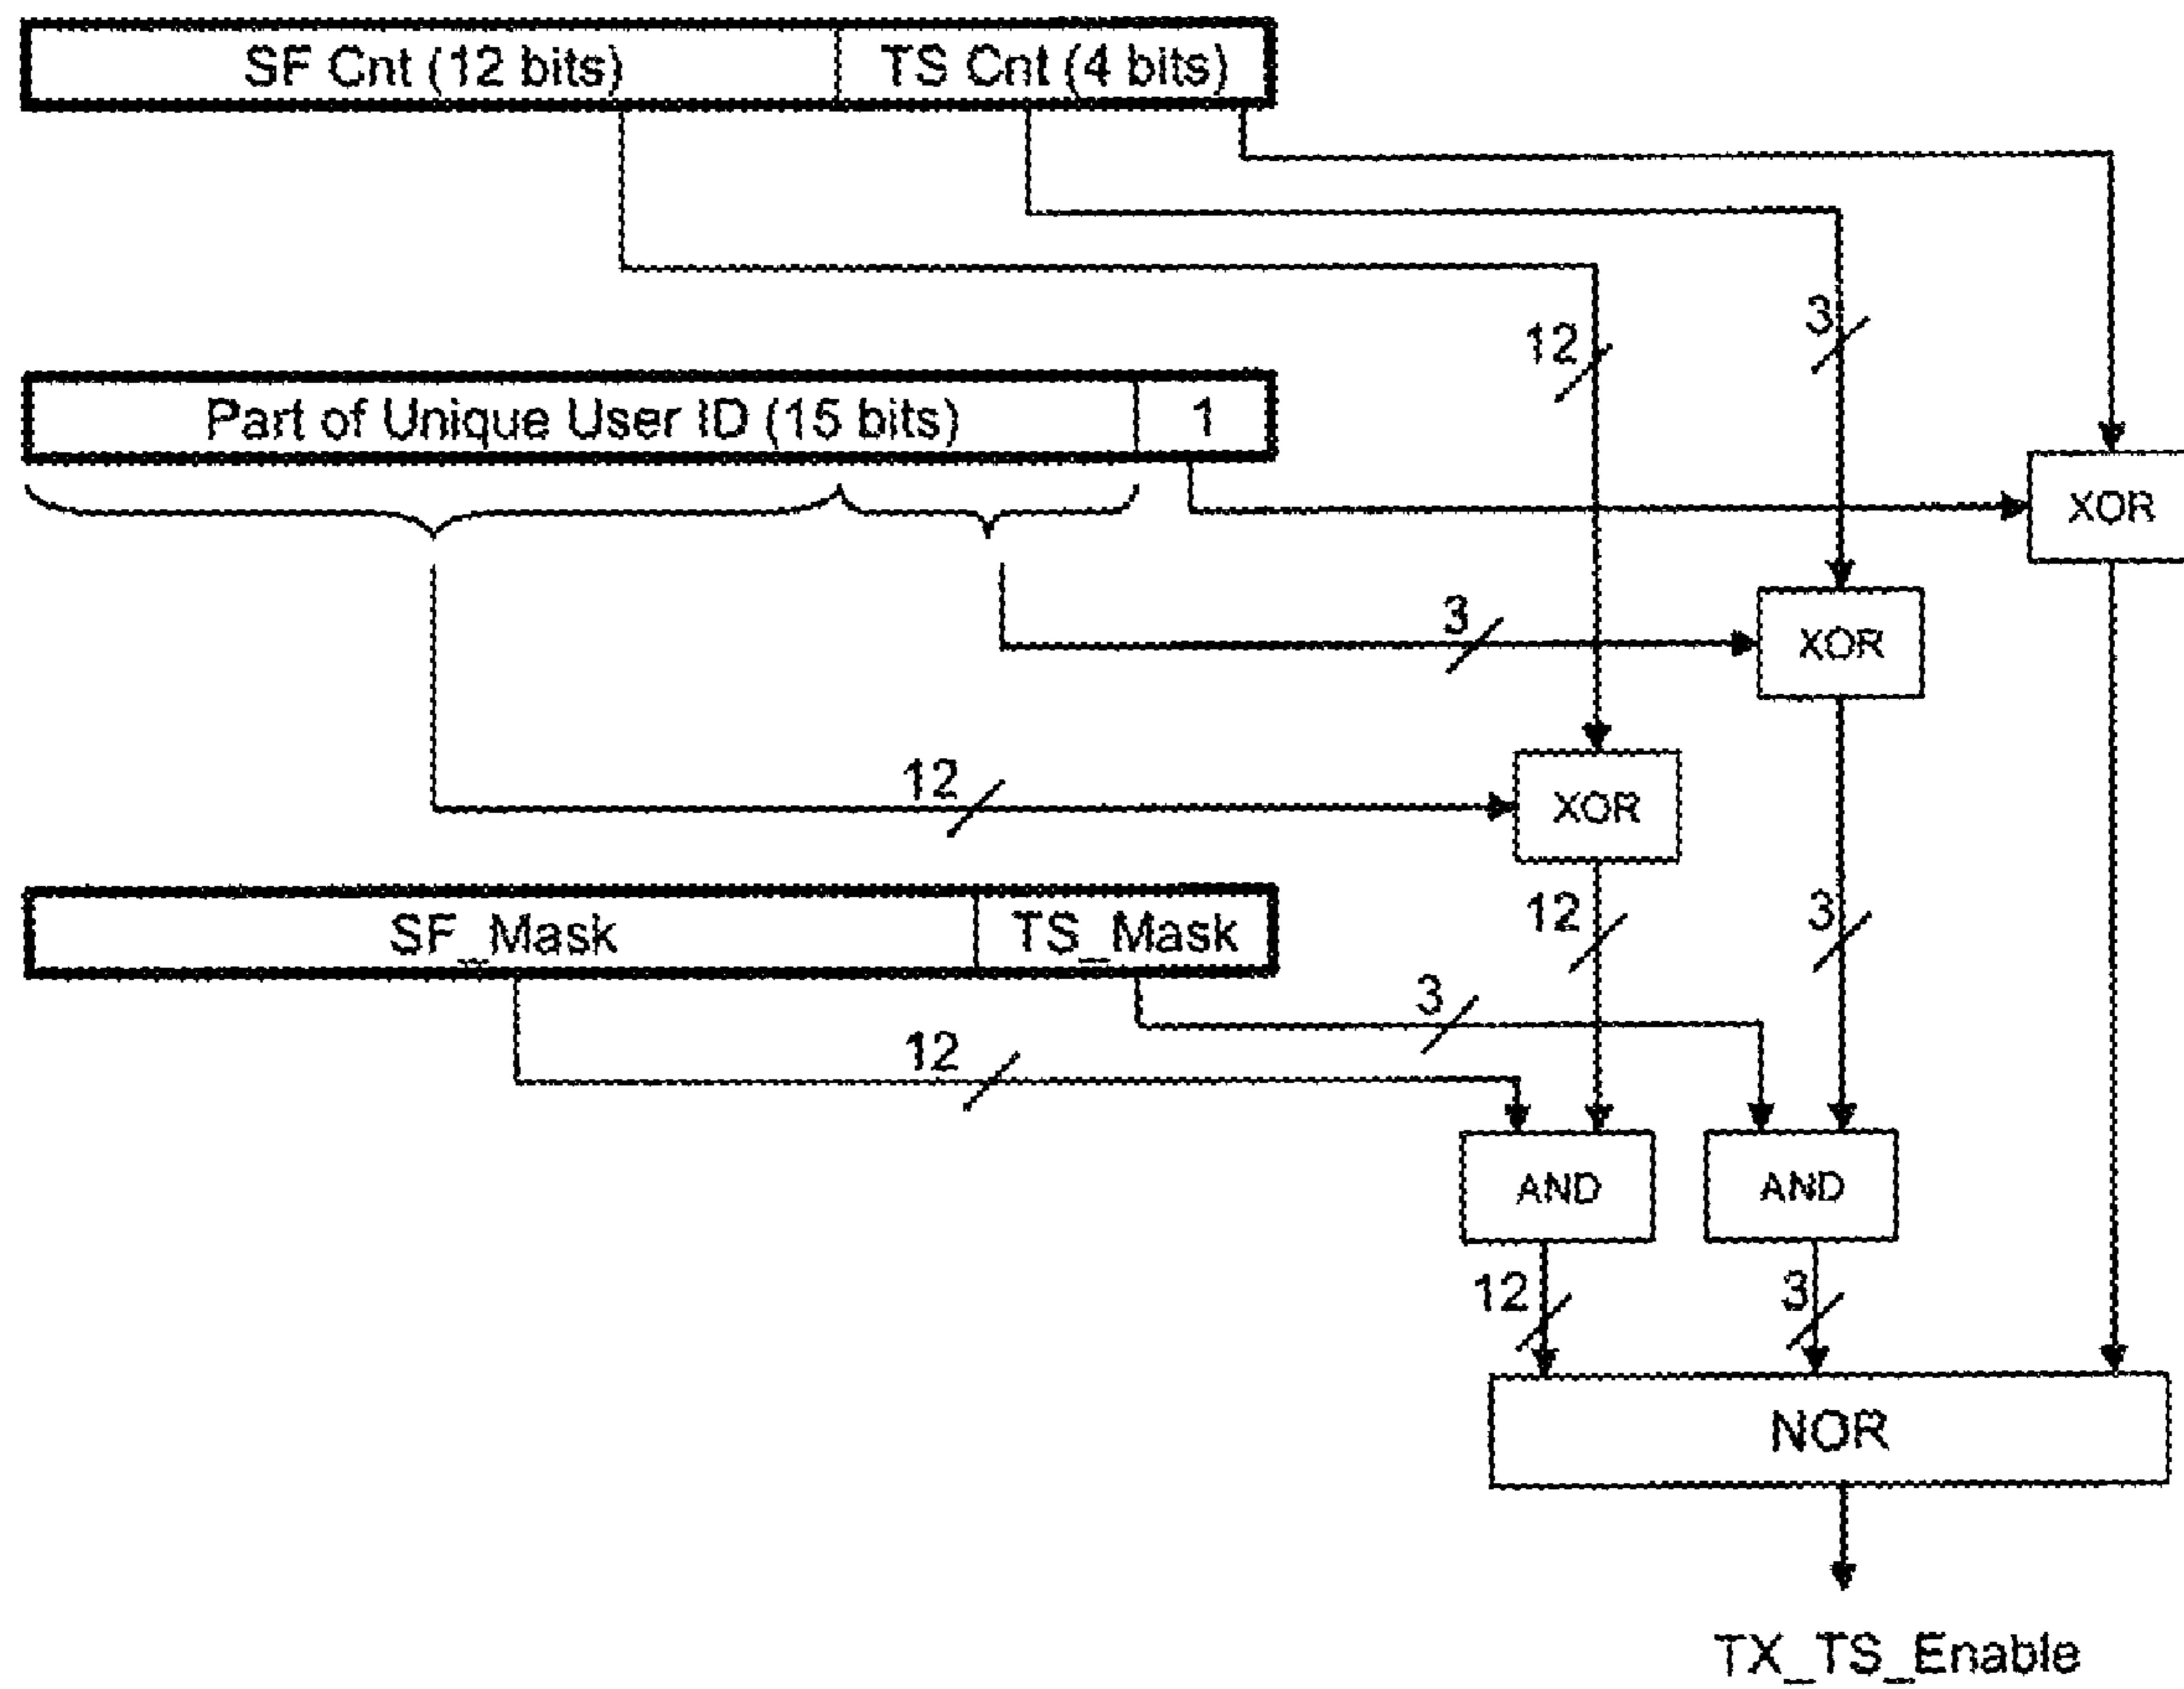 SF Cnt (12 bits) TS Cnt (4 bits)
12 3
Part of Unique User ID (15 bits) 1
XOR
3 XOR
12 XOR
SF_Mask TS_Mask 12 3
3
12
AND AND
12 3
NOR
TX_TS_Enable